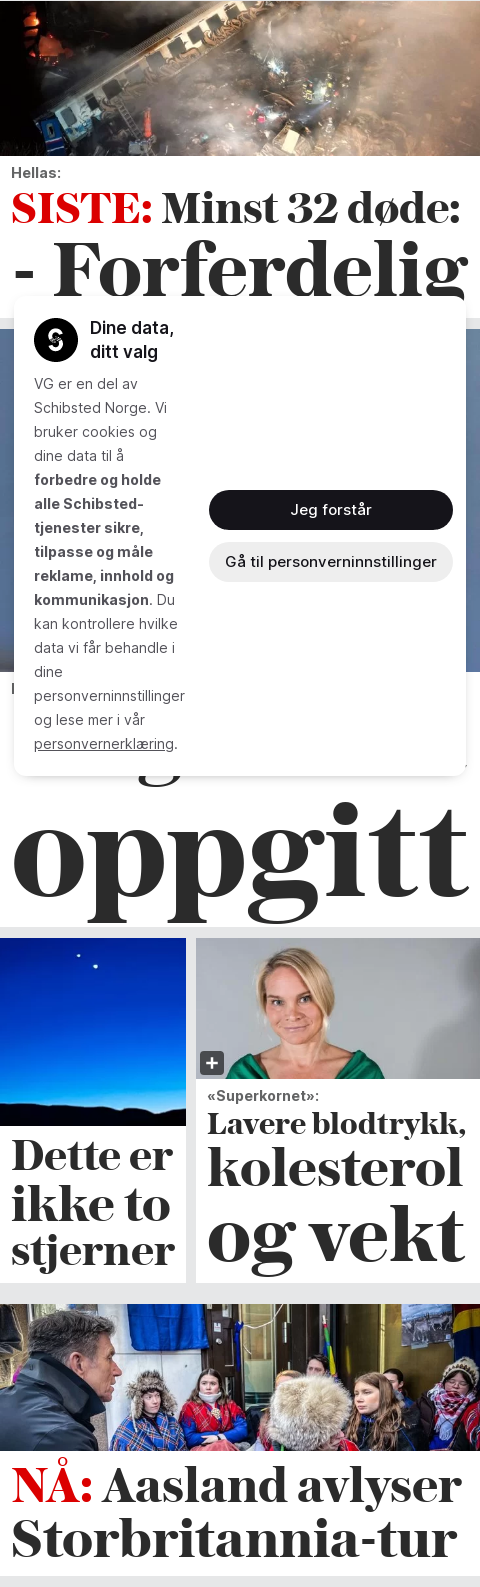 Hellas:
SISTE: Minst 32 døde:
- Forferdelig
Dine data,
ditt valg
VG er en del av
Schibsted Norge. Vi
bruker cookies og
dine data til å
forbedre og holde
alle Schibsted-
tjenester sikre,
tilpasse og måle
reklame, innhold og
kommunikasjon. Du
kan kontrollere hvilke
data vi får behandle i
dine
personverninnstillinger
og lese mer i vår
personvernerklæring.
Jeg forstår
Gå til personverninnstillinger
oppgitt
Dette er
ikke to
stjerner
«Superkornet»:
Lavere blodtrykk,
kolesterol
og vekt
NÅ: Aasland avlyser
Storbritannia-tur